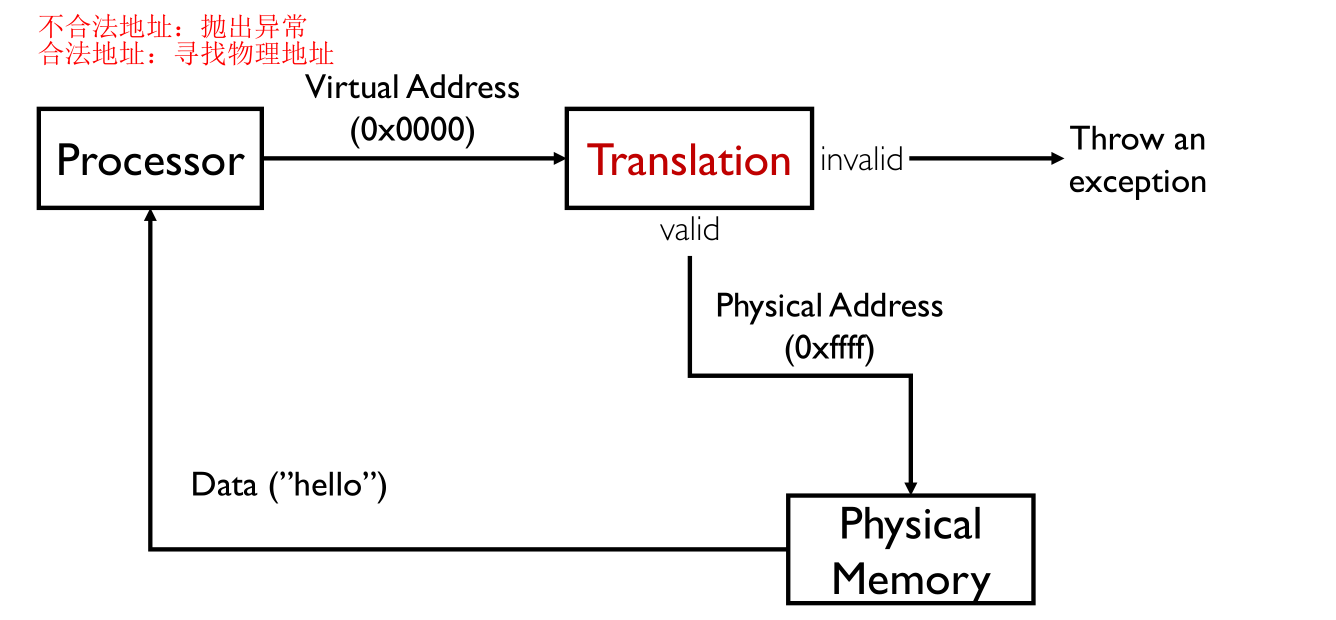 不合法地址：抛出异常
合法地址：寻找物理地址
Virtual Address
(0x0000)
Processor
Translation
invalid
Throw an
exception
valid
Physical Address
(0xffff)
Data (”hello”)
Physical
Memory